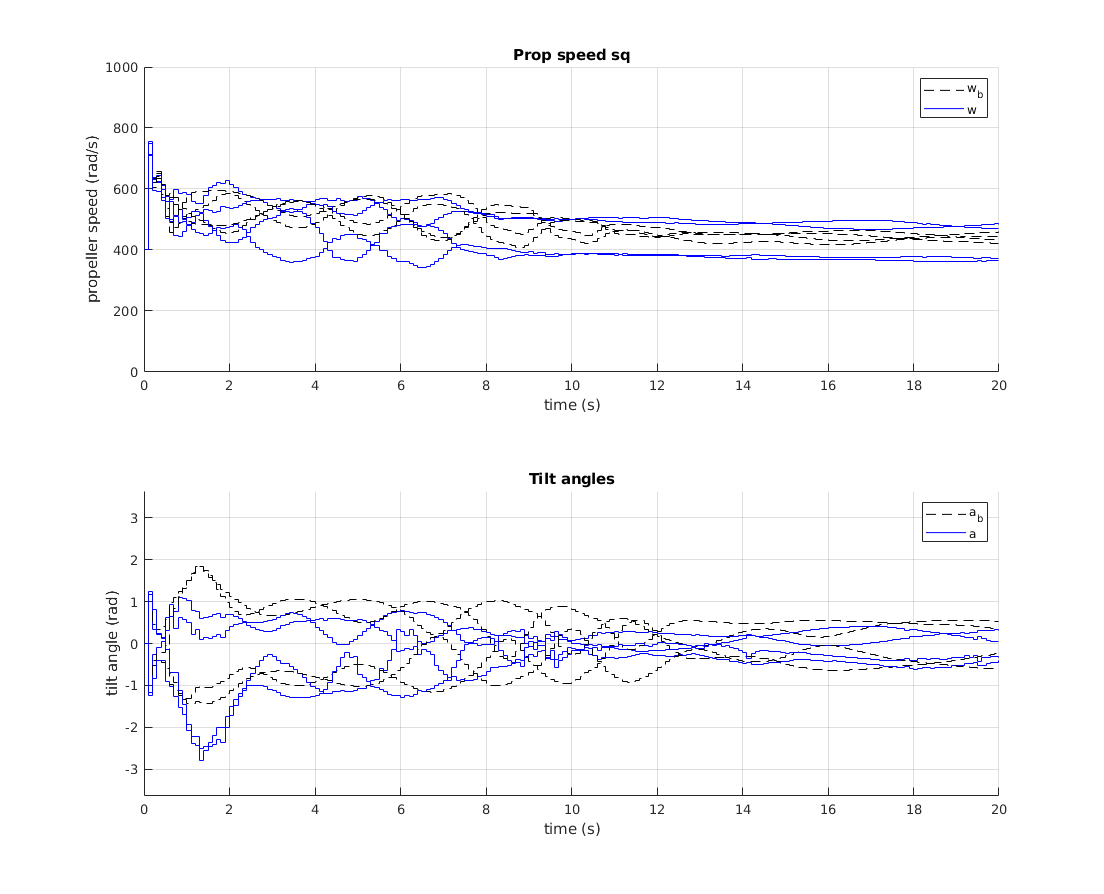 Prop speed sq
1000
800
600
400
200
0
propeller speed (rad/s)
w_b
w
0 2 4 6 8 10 12 14 16 18 20
time (s)
Tilt angles
3
2
1
0
-1
-2
-3
tilt angle (rad)
a_b
a
0 2 4 6 8 10 12 14 16 18 20
time (s)